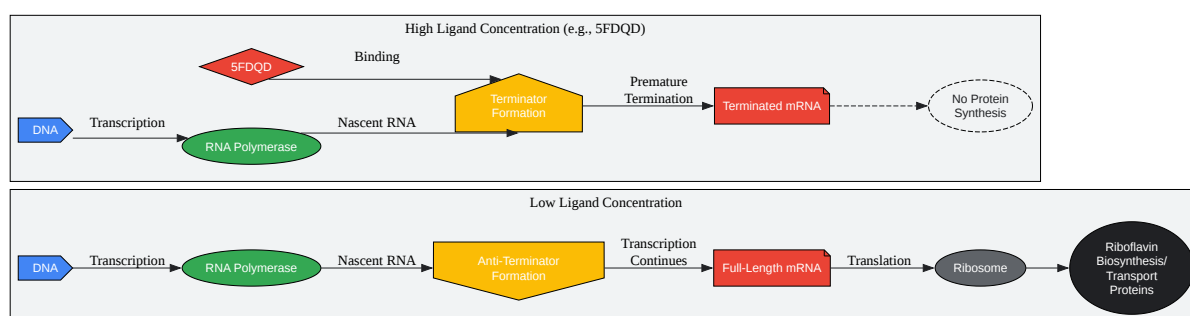 High Ligand Concentration (e.g., 5FDQD)
5FDQD
Binding
Terminator
Formation
Premature
Termination
Terminated mRNA
No Protein
Synthesis
DNA
Transcription
RNA Polymerase
Nascent RNA
Low Ligand Concentration
DNA
Transcription
RNA Polymerase
Nascent RNA
Anti-Terminator
Formation
Transcription
Continues
Full-Length mRNA
Translation
Ribosome
Riboflavin
Biosynthesis/
Transport
Proteins